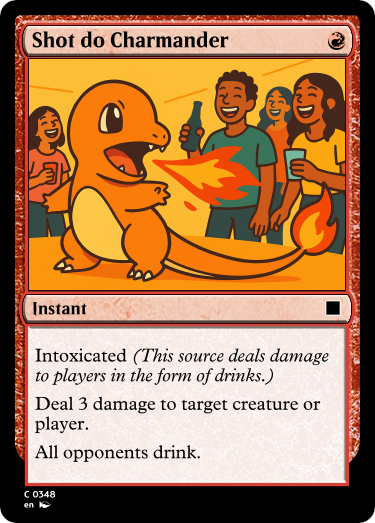 Shot do Charmander
Instant
Intoxicated (This source deals damage
to players in the form of drinks.)
Deal 3 damage to target creature or
player.
All opponents drink.
C 0348
en